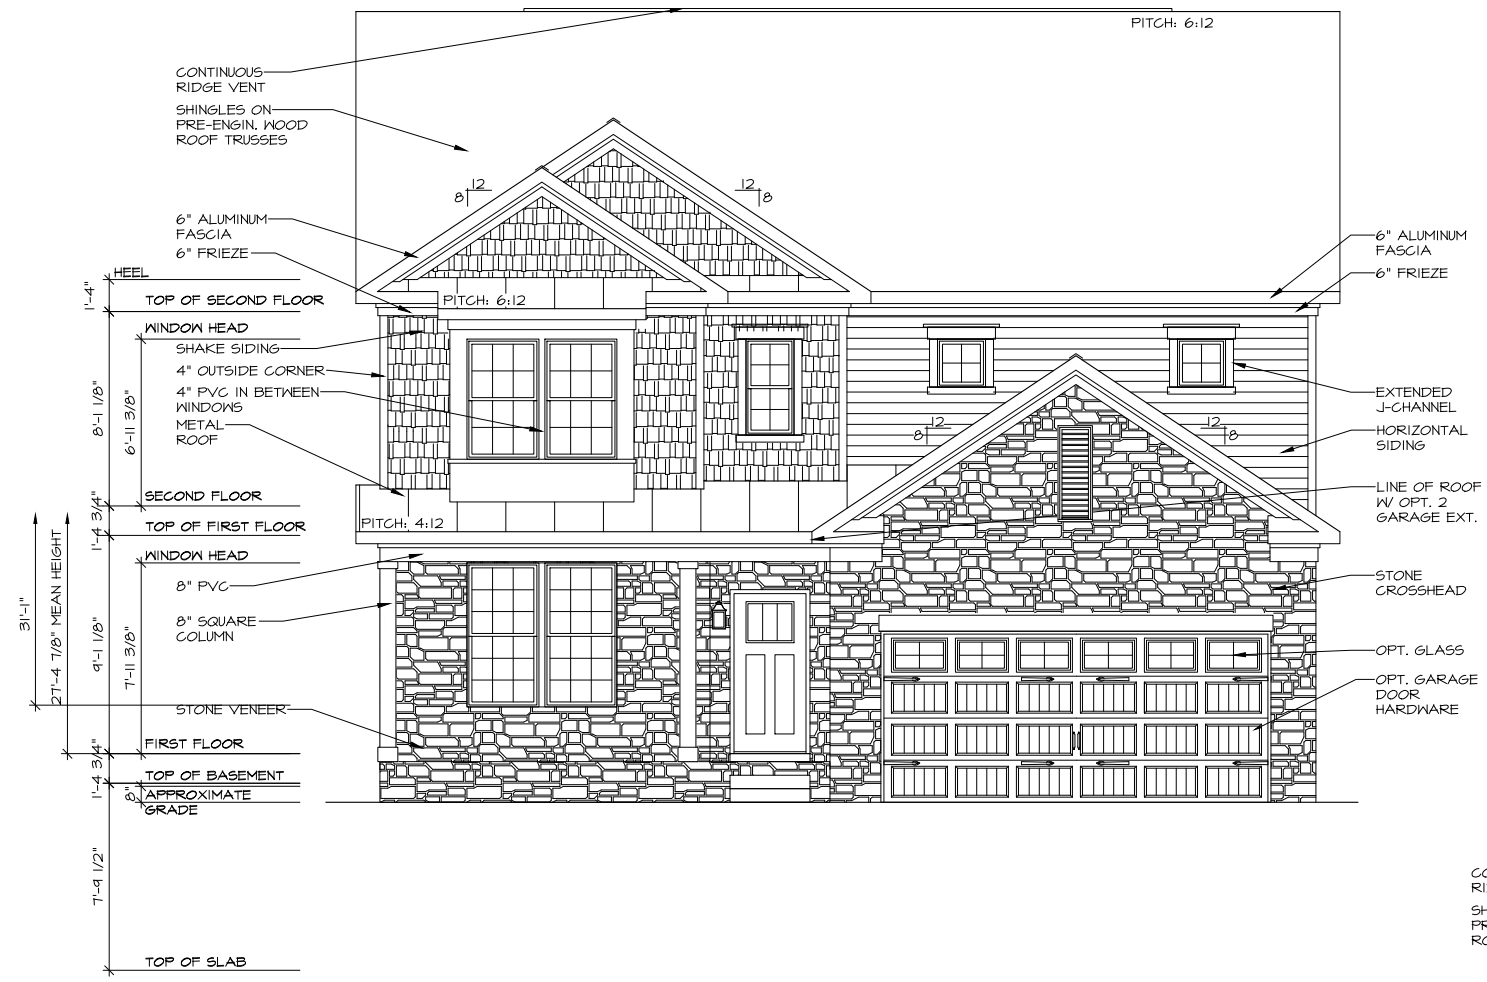 PITCH: 6:12
CONTINUOUS
RIDGE VENT
SHINGLES ON
PRE-ENGIN. WOOD
ROOF TRUSSES
12
8
12
8
6" ALUMINUM
FASCIA
6" FRIEZE
6" ALUMINUM
FASCIA
6" FRIEZE
HEEL
1'-4"
TOP OF SECOND FLOOR
PITCH: 6:12
WINDOW HEAD
SHAKE SIDING
4" OUTSIDE CORNER
4" PVC IN BETWEEN
WINDOWS
METAL
ROOF
8'-1 1/8"
6'-11 3/8"
EXTENDED
J-CHANNEL
12
8
12
8
HORIZONTAL
SIDING
SECOND FLOOR
1'-4 3/4"
LINE OF ROOF
W/ OPT. 2
GARAGE EXT.
TOP OF FIRST FLOOR
PITCH: 4:12
WINDOW HEAD
8" PVC
8" SQUARE
COLUMN
31'-1"
27'-4 7/8" MEAN HEIGHT
9'-1 1/8"
7'-11 3/8"
STONE
CROSSHEAD
OPT. GLASS
OPT. GARAGE
DOOR
HARDWARE
STONE VENEER
FIRST FLOOR
1'-4 3/4"
TOP OF BASEMENT
8"
APPROXIMATE
GRADE
7'-9 1/2"
TOP OF SLAB